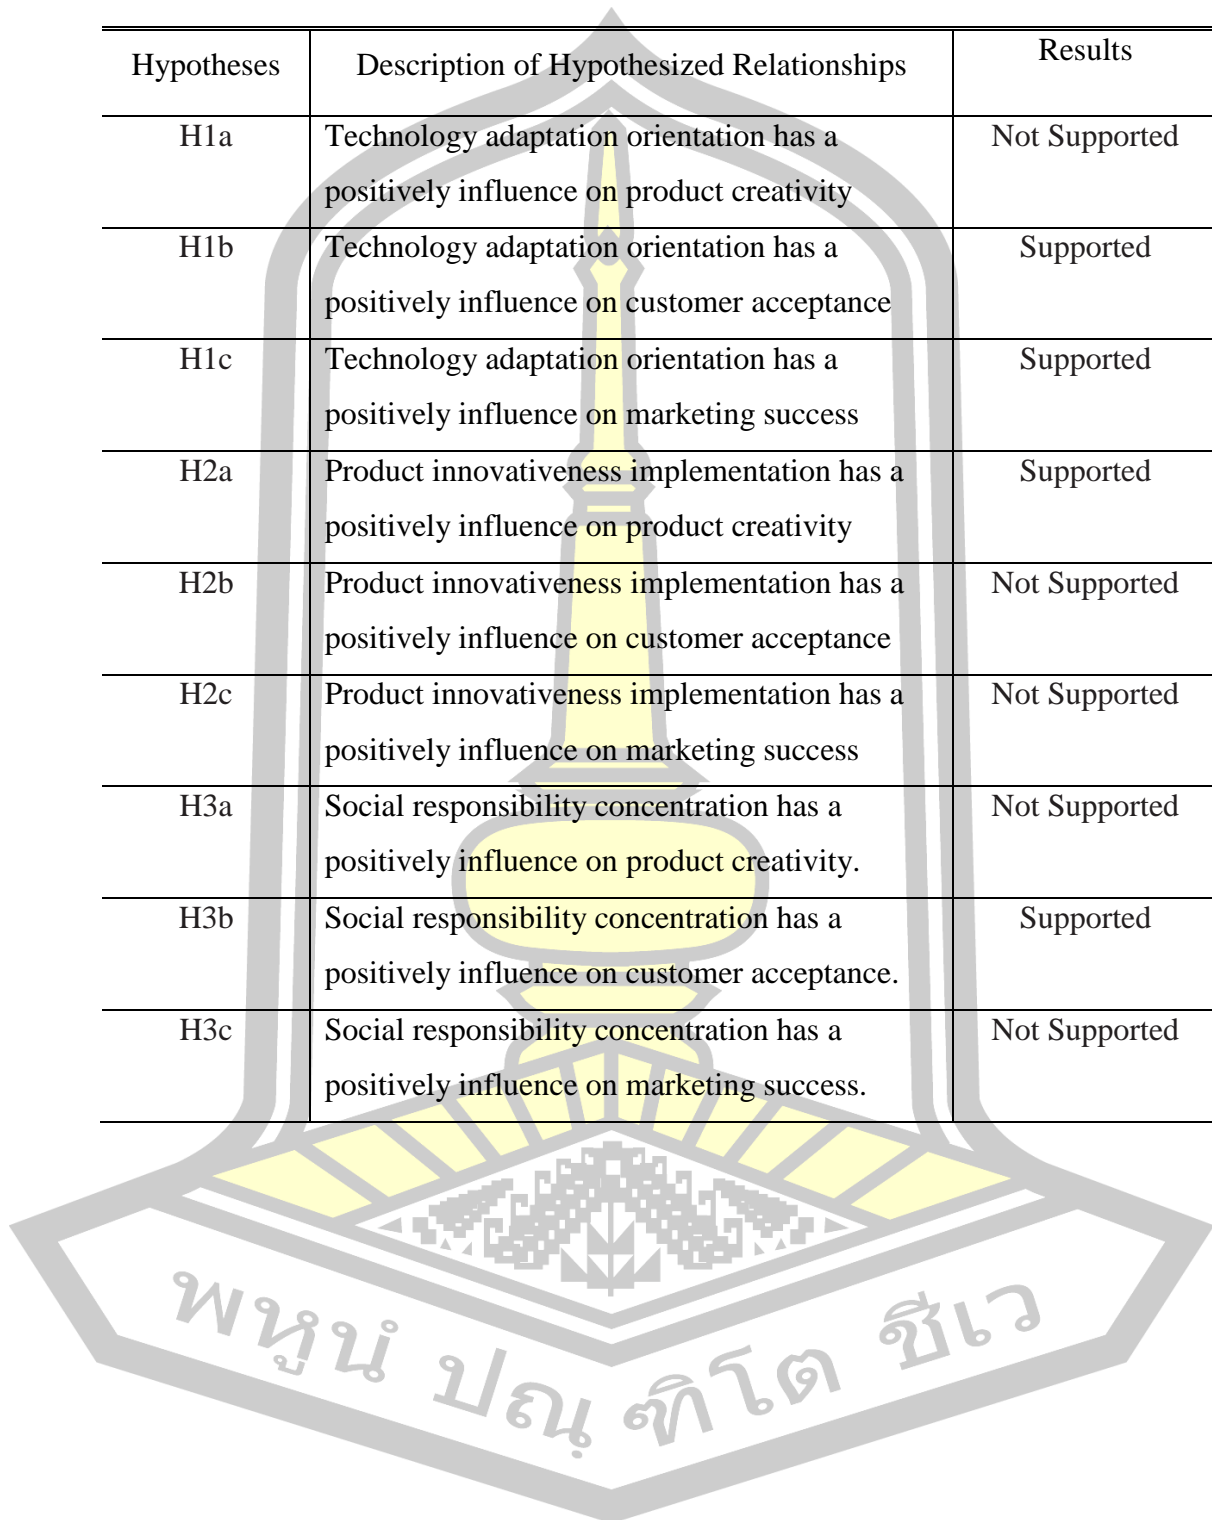 Hypotheses Description of Hypothesized Relationships Results
H1a Technology adaptation orientation has a Not Supported
positively influence on product creativity
H1b Technology adaptation orientation has a Supported
positively influence on customer acceptance
H1c Technology adaptation orientation has a Supported
positively influence on marketing success
H2a Product innovativeness implementation has a Supported
positively influence on product creativity
H2b Product innovativeness implementation has a Not Supported
positively influence on customer acceptance
H2c Product innovativeness implementation has a Not Supported
positively influence on marketing success
H3a Social responsibility concentration has a Not Supported
positively influence on product creativity.
H3b Social responsibility concentration has a Supported
positively influence on customer acceptance.
H3c Social responsibility concentration has a Not Supported
positively influence on marketing success.
พหูนํ ปณฺฑิโต ชีเว